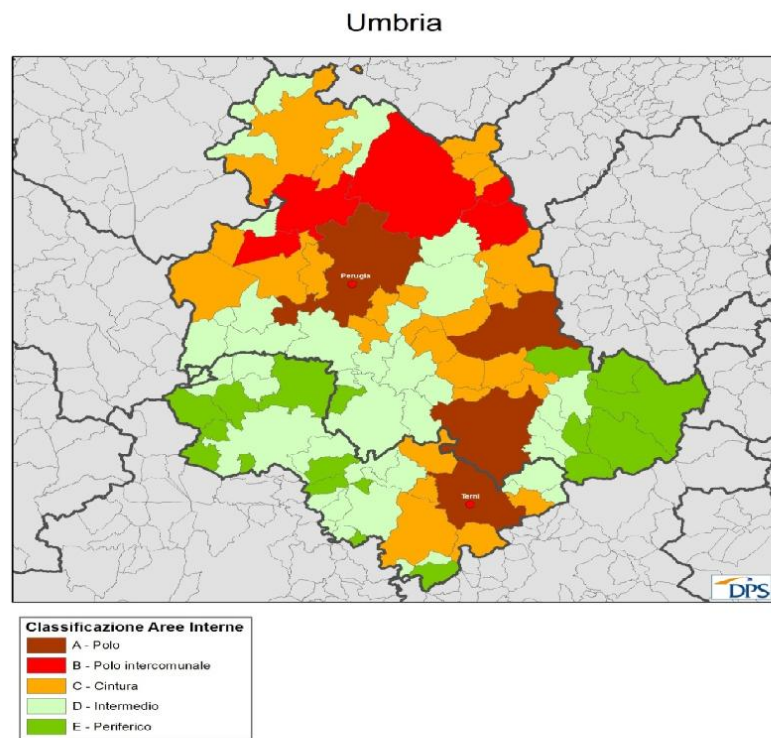 Umbria
Perugia
Terni
DPS
Classificazione Aree Interne
A - Polo
B - Polo intercomunale
C - Cintura
D - Intermedio
E - Periferico